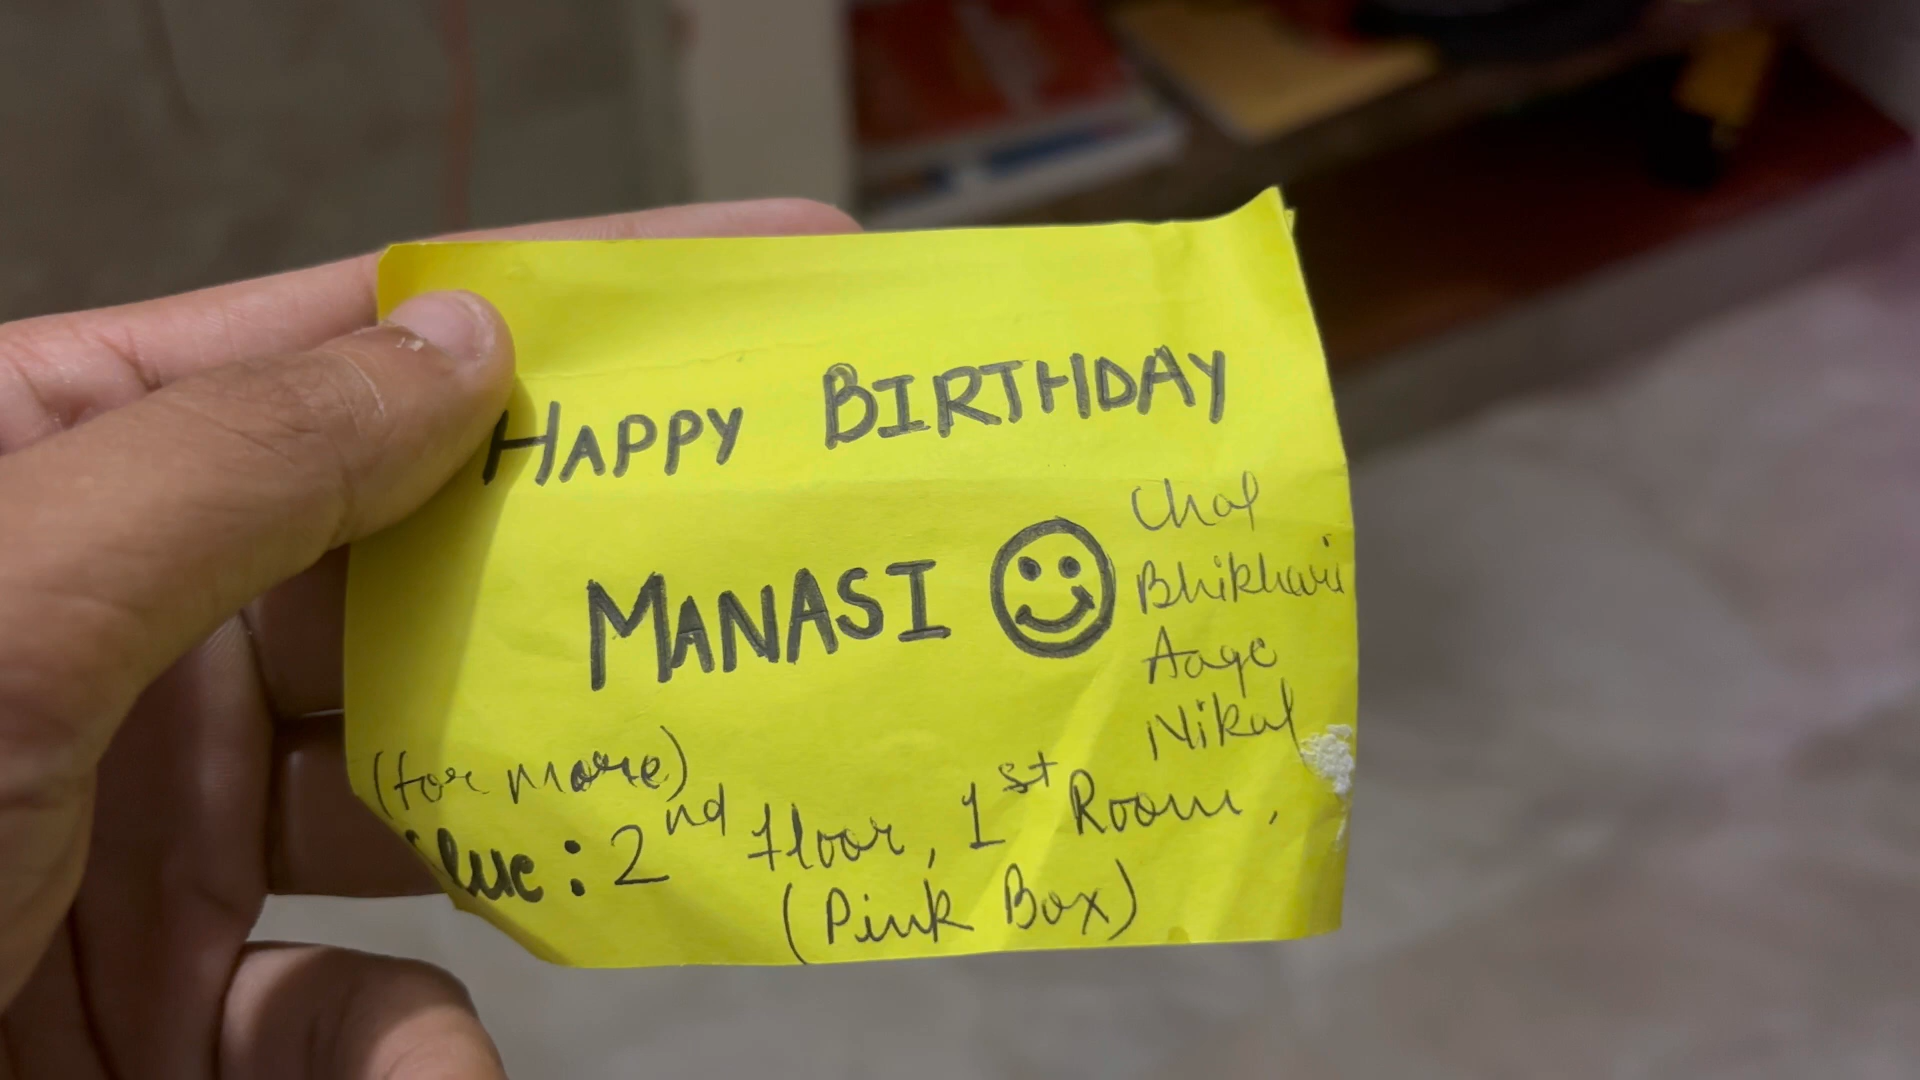 HAPPY BIRTHDAY
MANASI
Chal
Bhikhari
Aage
Nikal
(for more)
Clue: 2nd floor, 1st Room,
(Pink Box)